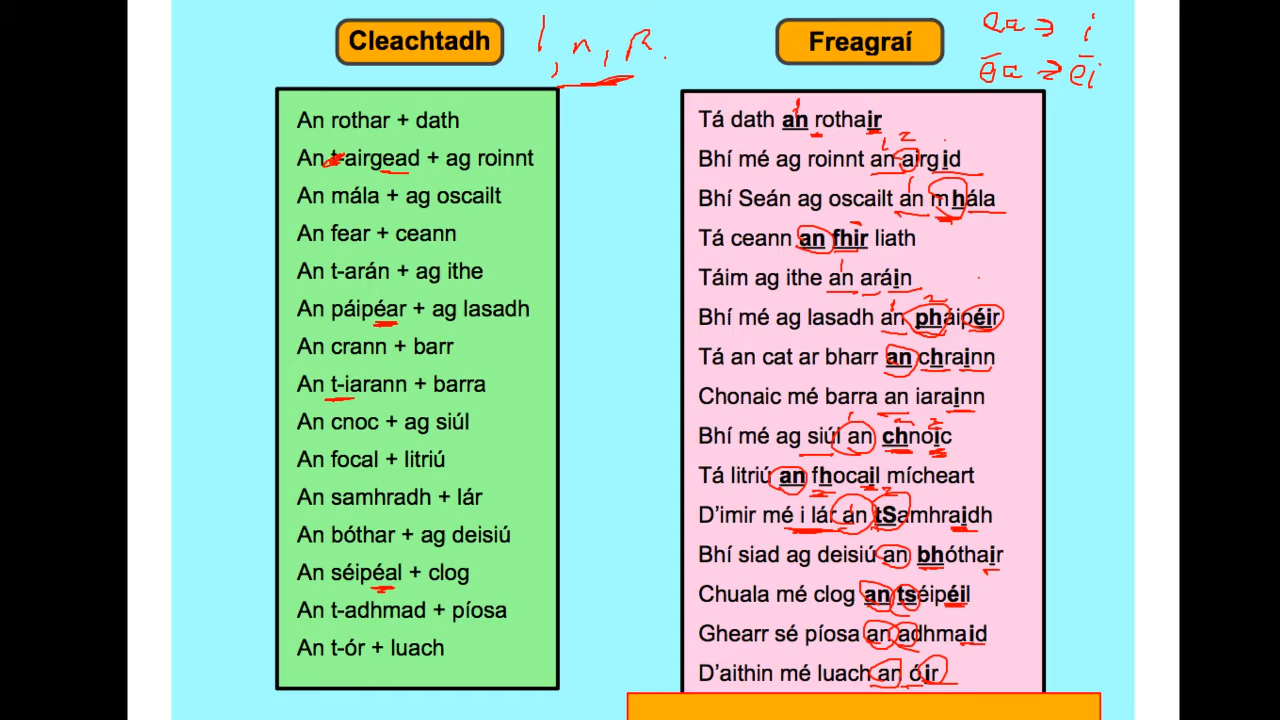 Cleachtadh
l, n, R.
Freagraí
ea → i
éa → éi
An rothar + dath
An t-airgead + ag roinnt
An mála + ag oscailt
An fear + ceann
An t-arán + ag ithe
An páipéar + ag lasadh
An crann + barr
An t-iarann + barra
An cnoc + ag siúl
An focal + litriú
An samhradh + lár
An bóthar + ag deisiú
An séipéal + clog
An t-adhmad + píosa
An t-ór + luach
Tá dath an rothair
Bhí mé ag roinnt an airgid
Bhí Seán ag oscailt an mhála
Tá ceann an fhir liath
Táim ag ithe an aráin
Bhí mé ag lasadh an pháipéir
Tá an cat ar bharr an chrainn
Chonaic mé barra an iarainn
Bhí mé ag siúl an chnoic
Tá litriú an fhocail mícheart
D’imir mé i lár an tSamhraidh
Bhí siad ag deisiú an bhóthair
Chuala mé clog an tséipéil
Ghearr sé píosa an adhmaid
D’aithin mé luach an óir